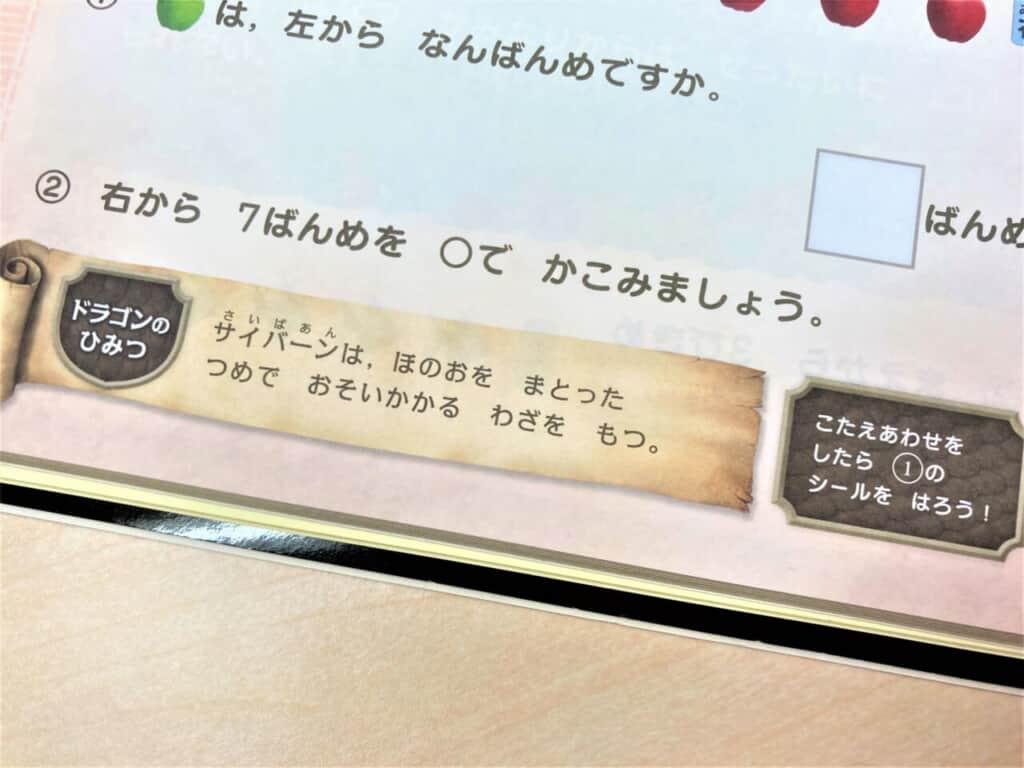 は，左から　なんばんめですか。
ばんめ
②　右から　7ばんめを　○で　かこみましょう。
ドラゴンの
ひみつ
さいばあん
サイバーンは，ほのおを　まとった
つめで　おそいかかる　わざを　もつ。
こたえあわせを
したら　①の
シールを　はろう！